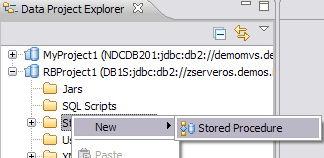 Data Project Explorer
MyProject1 (NDCDB201:jdbc:db2://demomvs.
RBProject1 (DB1S:jdbc:db2://zserveros.demos.
Jars
SQL Scripts
New
Stored Procedure
Paste